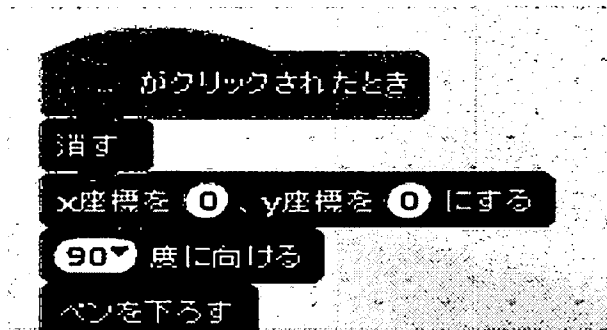 がクリックされたとき
消す
x座標を 0 、y座標を 0 にする
90 度に向ける
ペンを下ろす